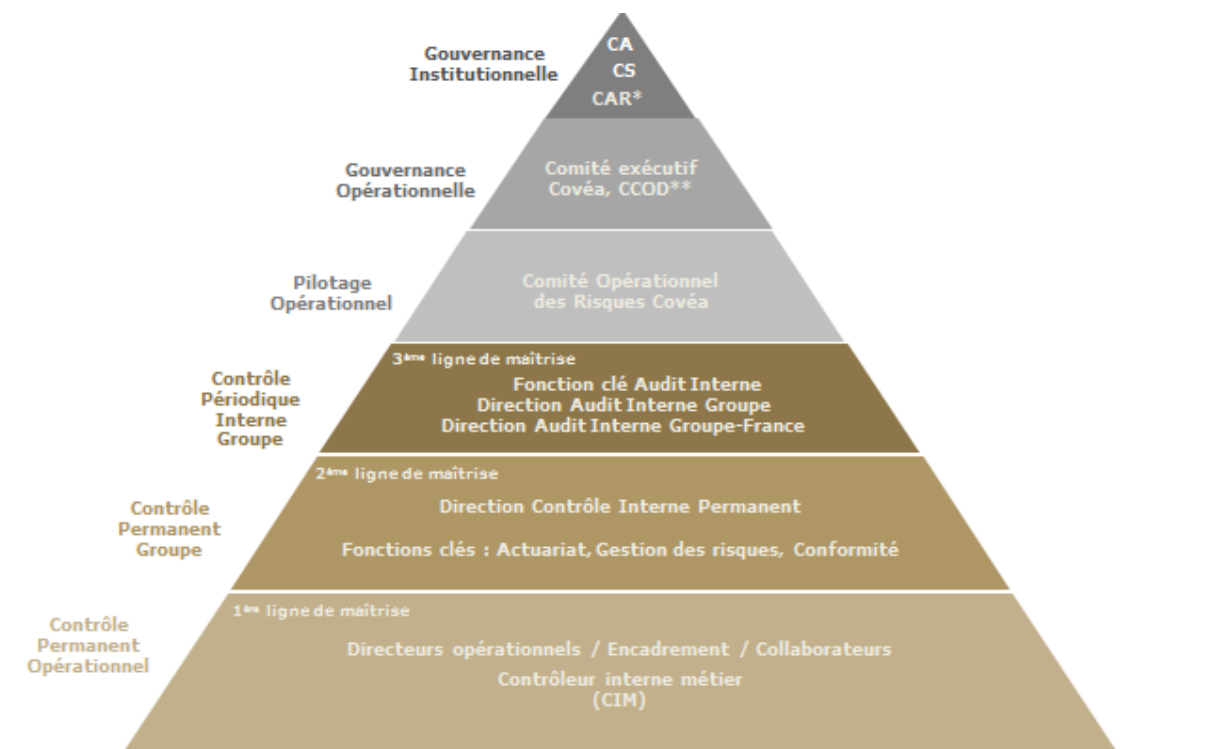 Gouvernance
Institutionnelle
CA
CS
CAR*
Gouvernance
Opérationnelle
Comité exécutif
Covéa, CCOD**
Pilotage
Opérationnel
Comité Opérationnel
des Risques Covéa
Contrôle
Périodique
Interne
Groupe
3ème ligne de maîtrise
Fonction clé Audit Interne
Direction Audit Interne Groupe
Direction Audit Interne Groupe-France
Contrôle
Permanent
Groupe
2ème ligne de maîtrise
Direction Contrôle Interne Permanent
Fonctions clés : Actuariat, Gestion des risques, Conformité
Contrôle
Permanent
Opérationnel
1ère ligne de maîtrise
Directeurs opérationnels / Encadrement / Collaborateurs
Contrôleur interne métier
(CIM)